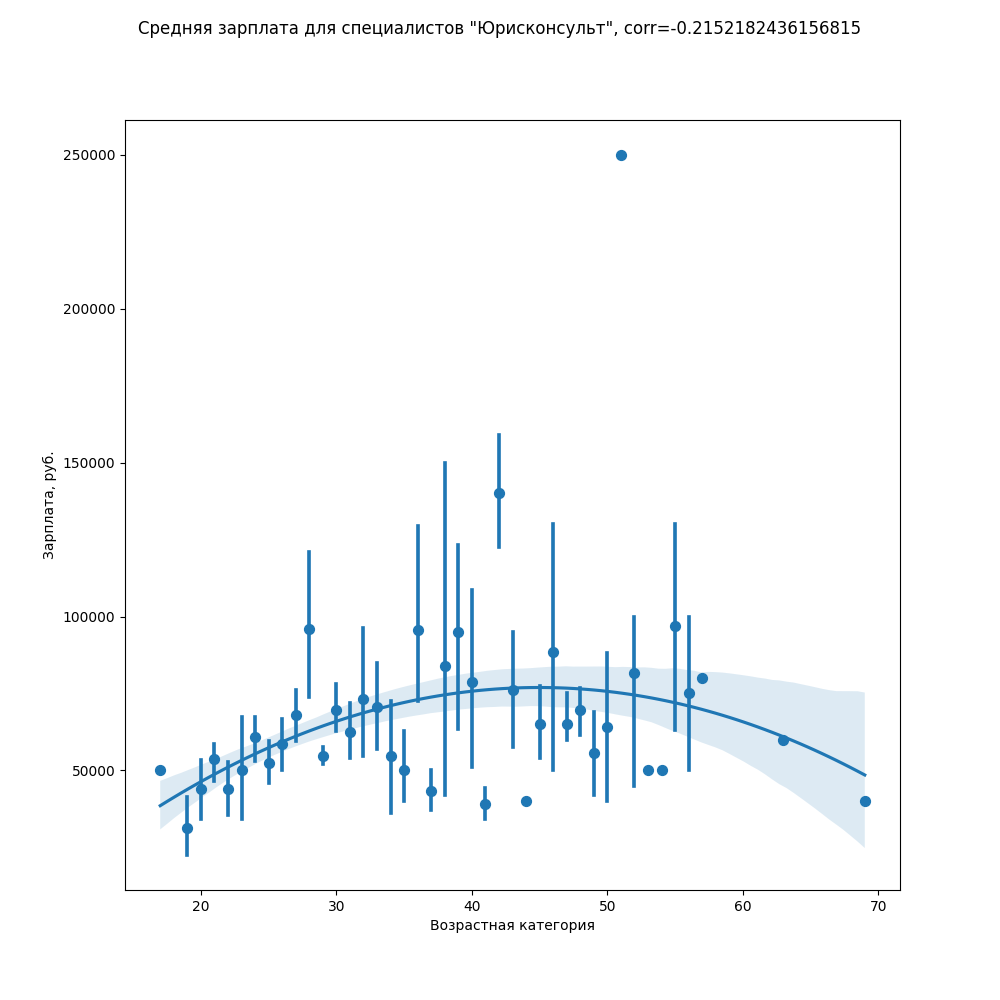 Средняя зарплата для специалистов "Юрисконсульт", corr=-0.2152182436156815
250000
200000
150000
100000
50000
Зарплата, руб.
20 30 40 50 60 70
Возрастная категория